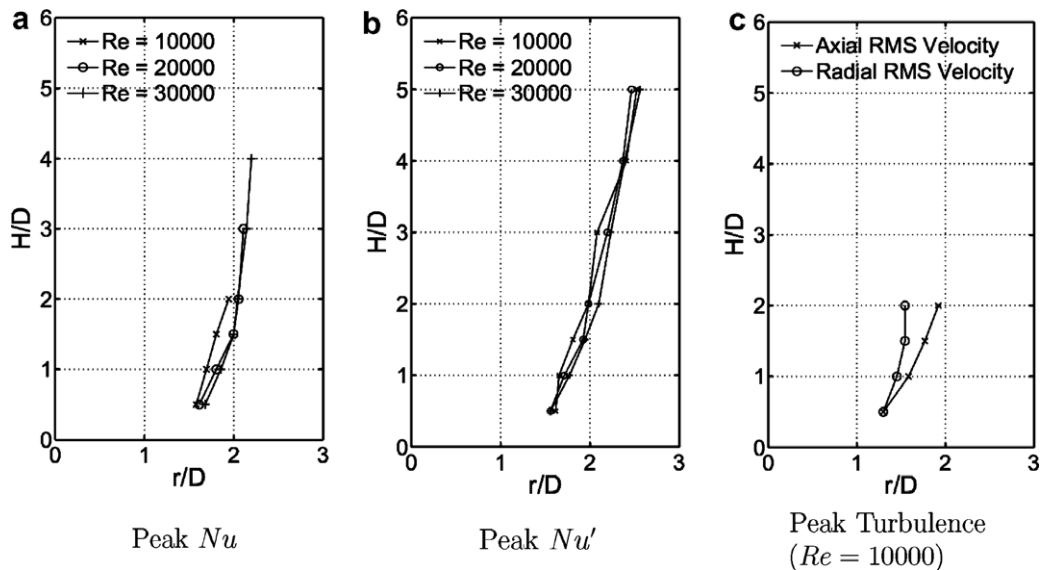 a
6
5
4
3
2
1
0
H/D
Re = 10000
Re = 20000
Re = 30000
0 1 2 3
r/D
Peak Nu
b
6
5
4
3
2
1
0
H/D
Re = 10000
Re = 20000
Re = 30000
0 1 2 3
r/D
Peak Nu′
c
6
5
4
3
2
1
0
H/D
Axial RMS Velocity
Radial RMS Velocity
0 1 2 3
r/D
Peak Turbulence
(Re = 10000)